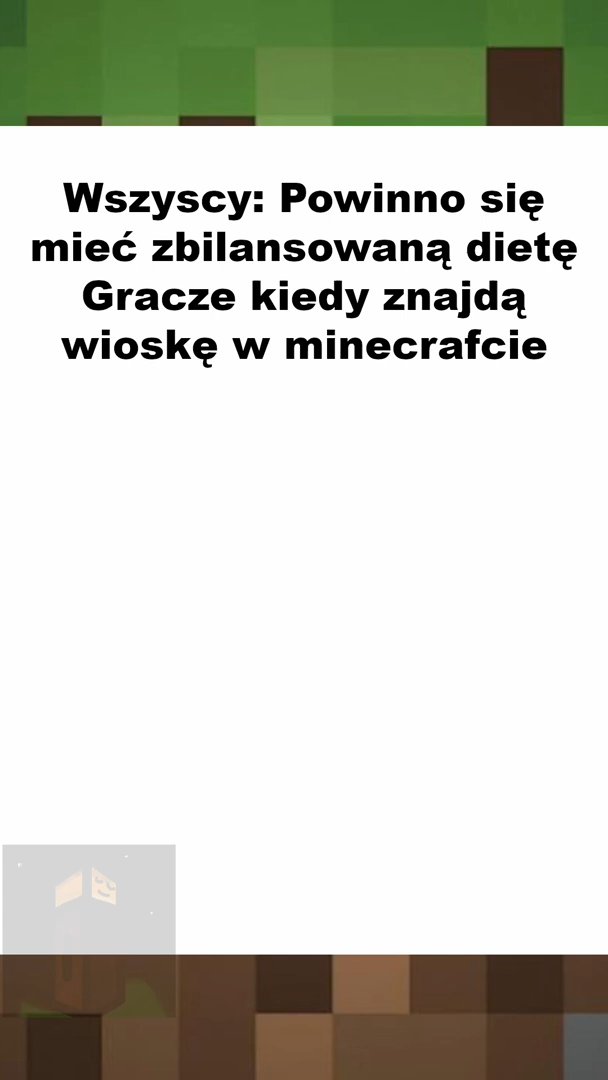 Wszyscy: Powinno się
mieć zbilansowaną dietę
Gracze kiedy znajdą
wioskę w minecrafcie